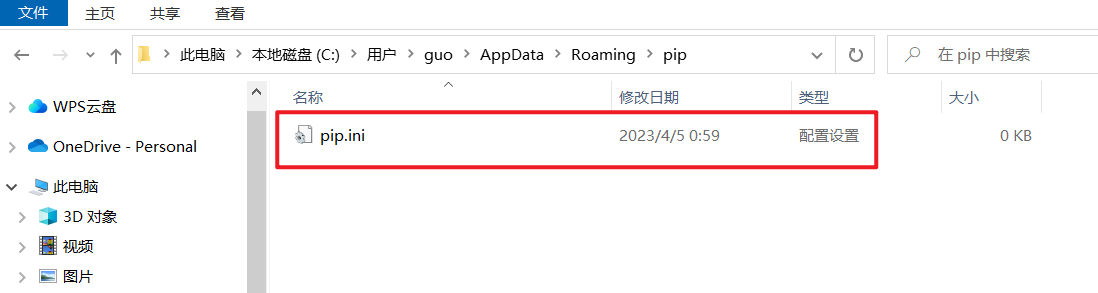 文件 主页 共享 查看
此电脑 本地磁盘 (C:) 用户 guo AppData Roaming pip 在 pip 中搜索
名称 修改日期 类型 大小
WPS云盘
pip.ini 2023/4/5 0:59 配置设置 0 KB
OneDrive - Personal
此电脑
3D 对象
视频
图片